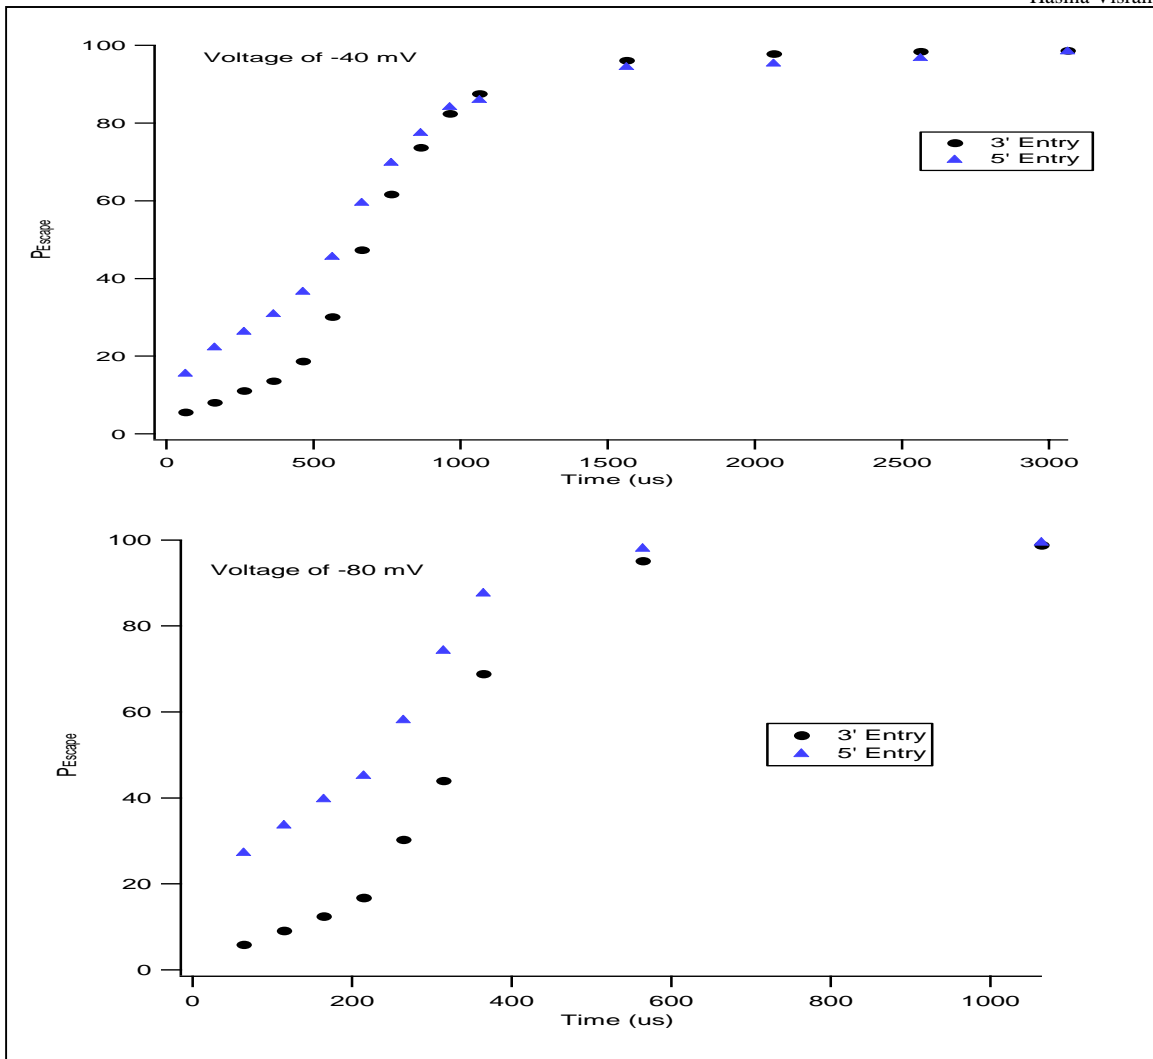 Voltage of -40 mV
100
80
60
40
20
0
PEscape
3' Entry
5' Entry
0 500 1000 1500 2000 2500 3000
Time (us)
Voltage of -80 mV
100
80
60
40
20
0
PEscape
3' Entry
5' Entry
0 200 400 600 800 1000
Time (us)